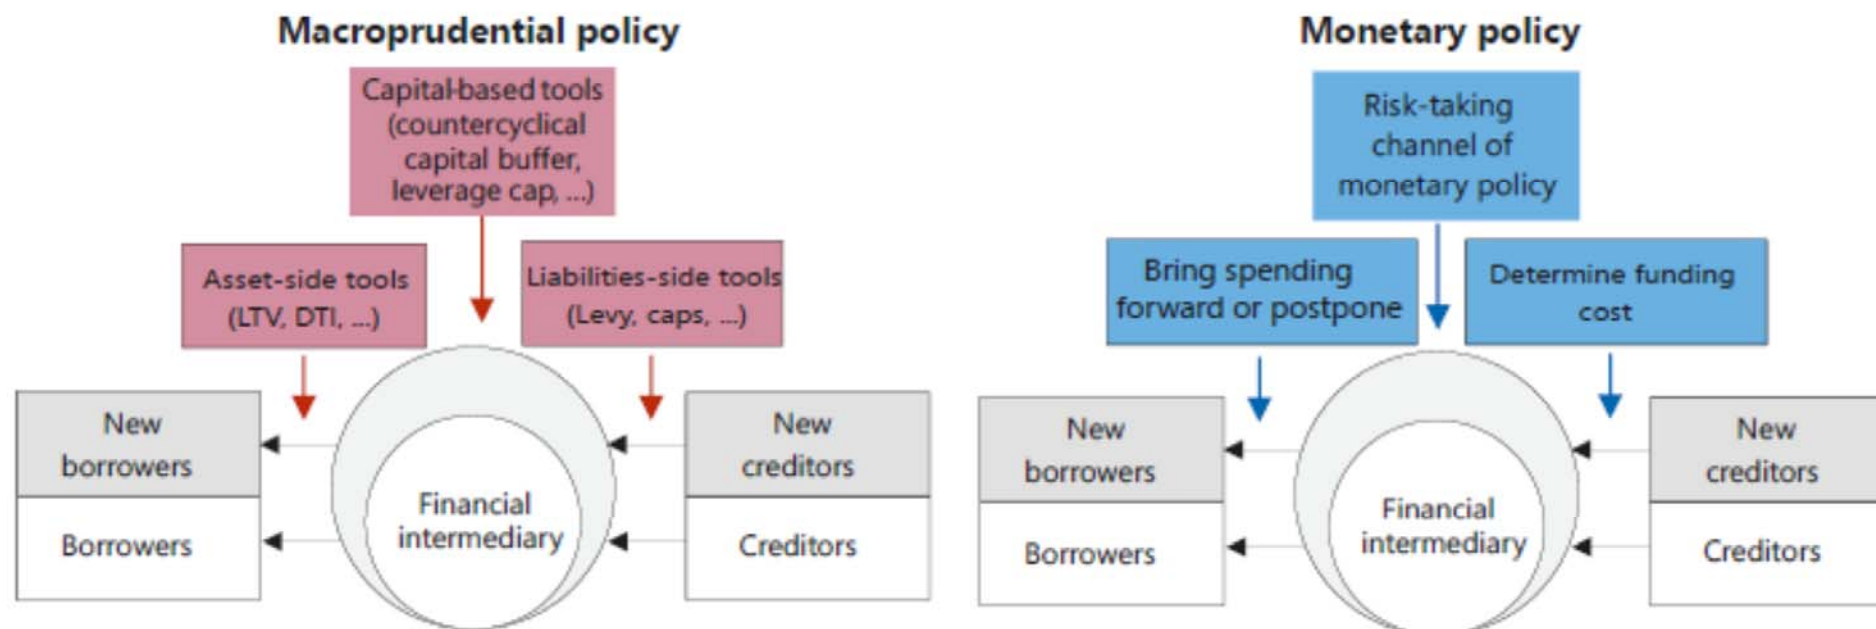 Macroprudential policy
Capital-based tools
(countercyclical
capital buffer,
leverage cap, ...)
Asset-side tools
(LTV, DTI, ...)
Liabilities-side tools
(Levy, caps, ...)
New
borrowers
Borrowers
Financial
intermediary
New
creditors
Creditors
Monetary policy
Risk-taking
channel of
monetary policy
Bring spending
forward or postpone
Determine funding
cost
New
borrowers
Borrowers
Financial
intermediary
New
creditors
Creditors